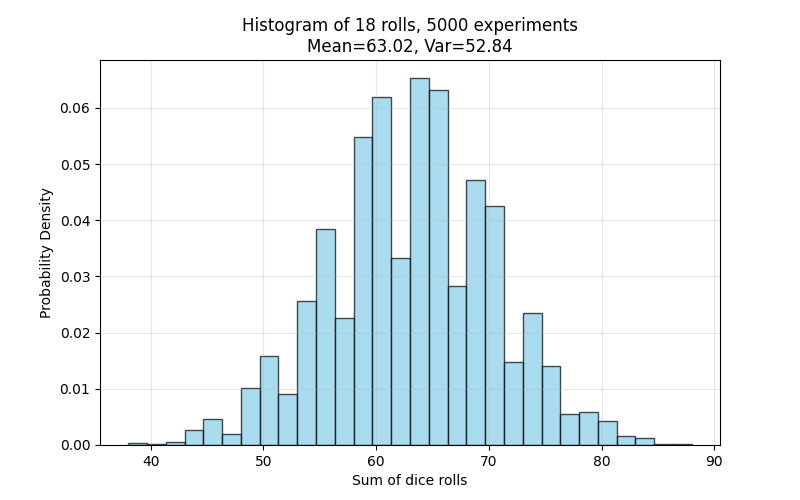 Histogram of 18 rolls, 5000 experiments
Mean=63.02, Var=52.84
Probability Density
0.06
0.05
0.04
0.03
0.02
0.01
0.00
40 50 60 70 80 90
Sum of dice rolls